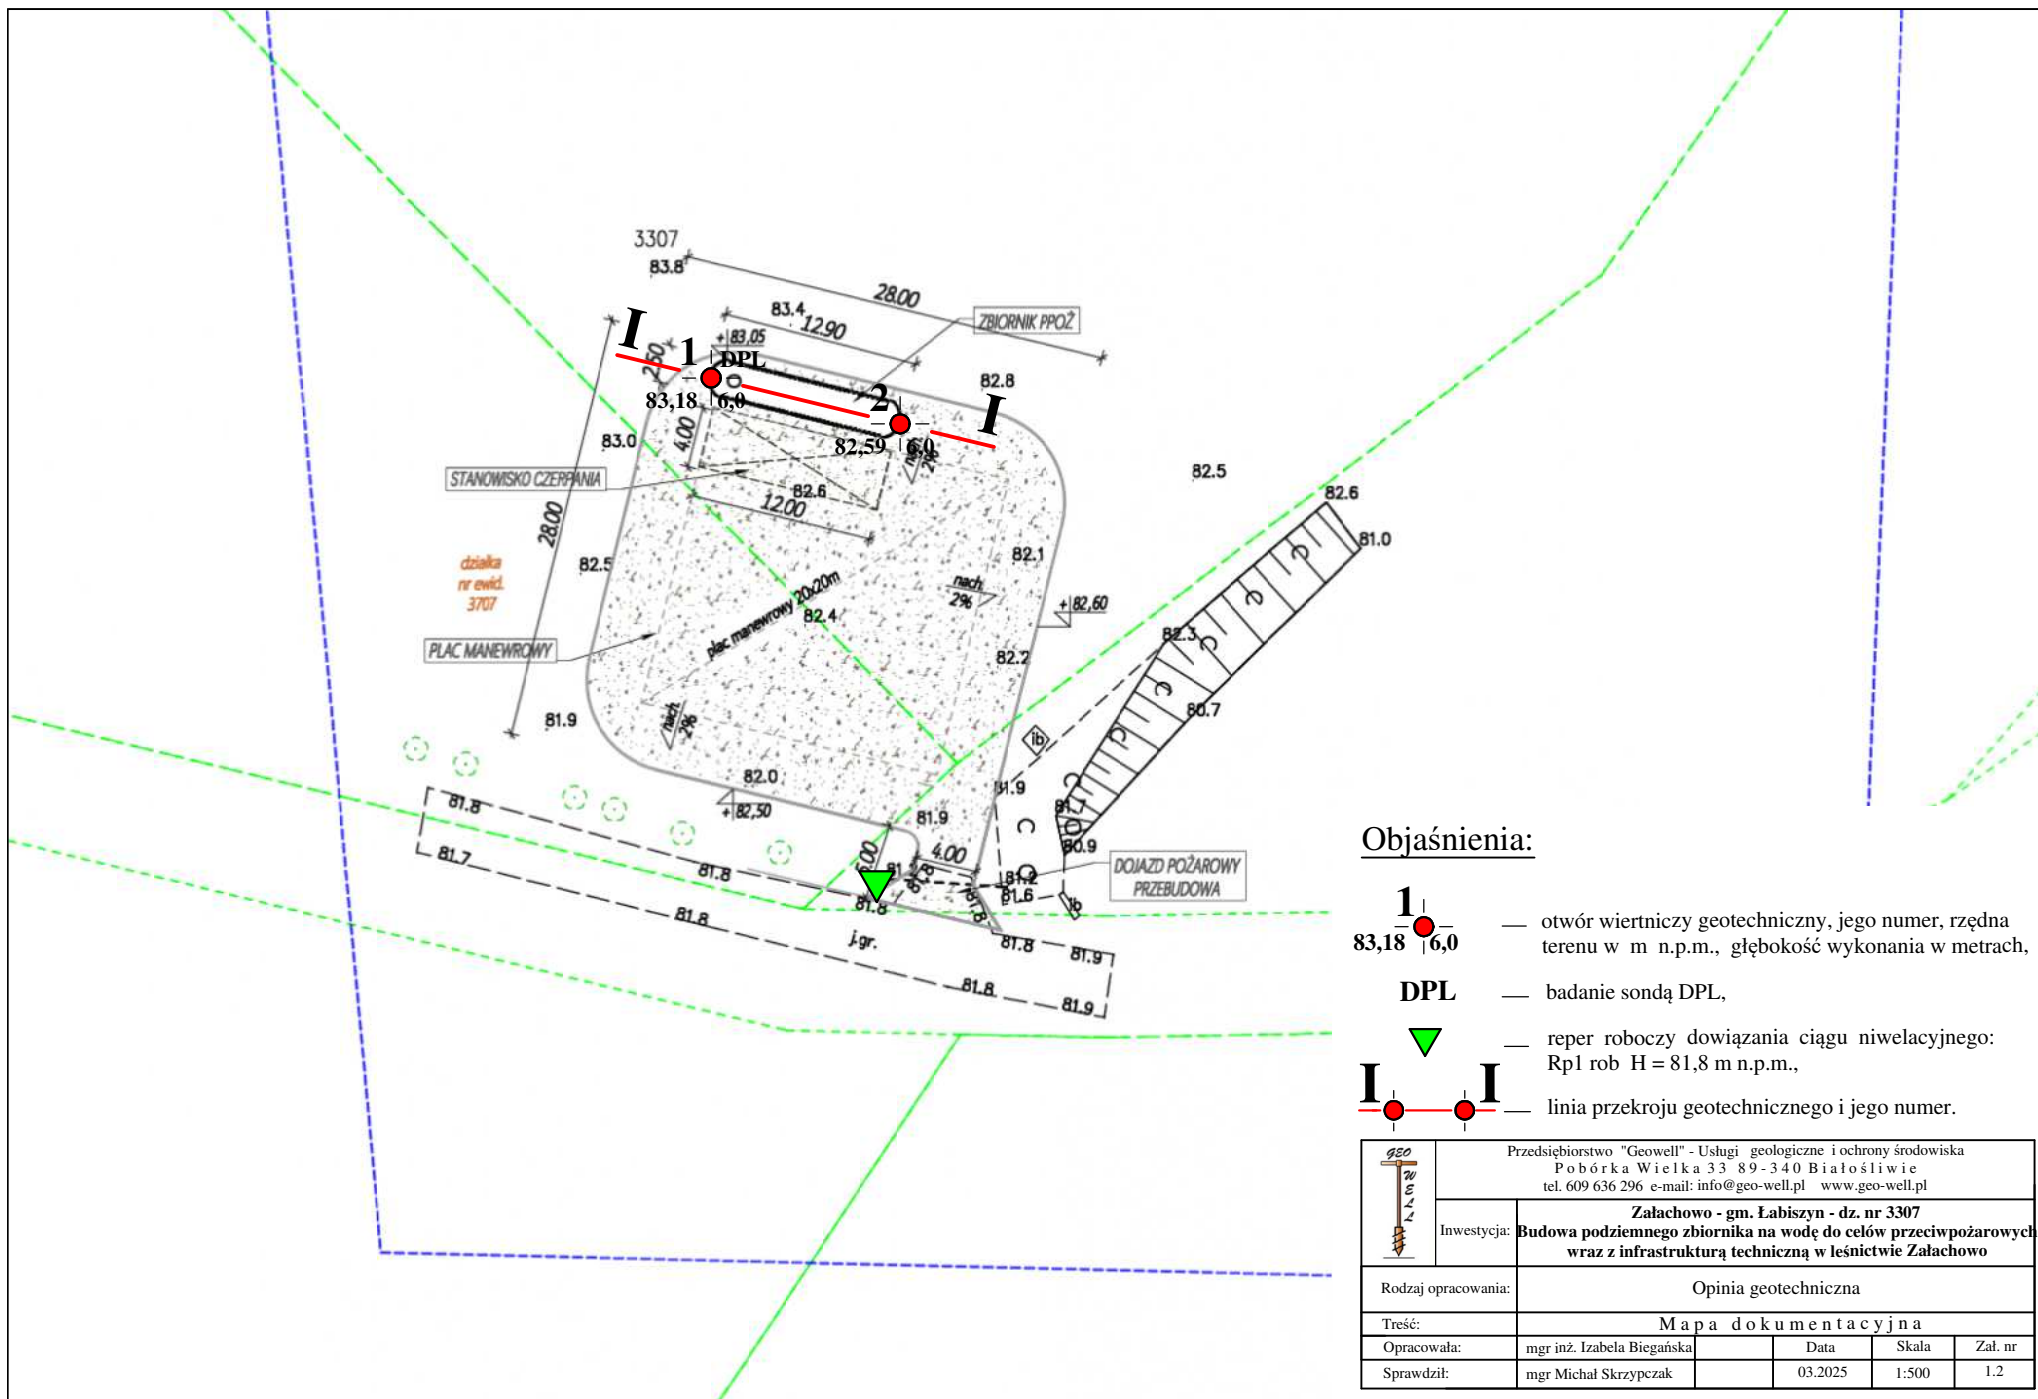 3307
83.8
28.00
83.4
12.90
ZBIORNIK PPOŻ
I
2.50
1
+83,05
DPL
83,18
6,0
82.8
2
I
82,59
6,0
nach.
2%
83.0
4.00
STANOWISKO CZERPANIA
82.6
12.00
82.5
82.6
81.0
28.00
82.5
82.1
działka
nr ewid.
3707
nach.
2%
+82,60
plac manewrowy 20x20m
82.4
82.3
PLAC MANEWROWY
82.2
80.7
81.9
nach.
2%
ib
82.0
81.9
81.8
+82,50
81.9
81.7
80.9
81.7
81.8
4.00
DOJAZD POŻAROWY
PRZEBUDOWA
81.8
81.2
81.6
81.8
ib
81.8
81.8
j.gr.
81.8
81.9
81.8
81.9
Objaśnienia:
1
83,18
6,0
— otwór wiertniczy geotechniczny, jego numer, rzędna
terenu w m n.p.m., głębokość wykonania w metrach,
DPL — badanie sondą DPL,
— reper roboczy dowiązania ciągu niwelacyjnego:
Rp1 rob H = 81,8 m n.p.m.,
I I — linia przekroju geotechnicznego i jego numer.
GEO
WELL
Przedsiębiorstwo "Geowell" - Usługi geologiczne i ochrony środowiska
Pobórka Wielka 33 89-340 Białośliwie
tel. 609 636 296 e-mail: info@geo-well.pl www.geo-well.pl
Inwestycja:
Załachowo - gm. Łabiszyn - dz. nr 3307
Budowa podziemnego zbiornika na wodę do celów przeciwpożarowych
wraz z infrastrukturą techniczną w leśnictwie Załachowo
Rodzaj opracowania: Opinia geotechniczna
Treść: Mapa dokumentacyjna
Opracowała: mgr inż. Izabela Biegańska Data Skala Zał. nr
Sprawdził: mgr Michał Skrzypczak 03.2025 1:500 1.2